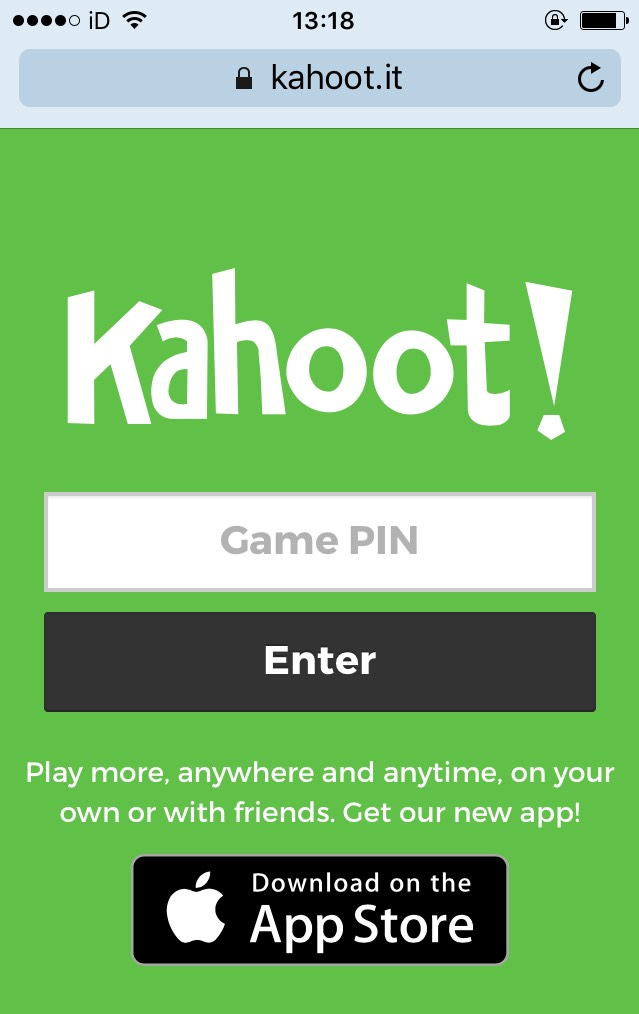 iD 13:18
kahoot.it
Kahoot!
Game PIN
Enter
Play more, anywhere and anytime, on your
own or with friends. Get our new app!
Download on the
App Store